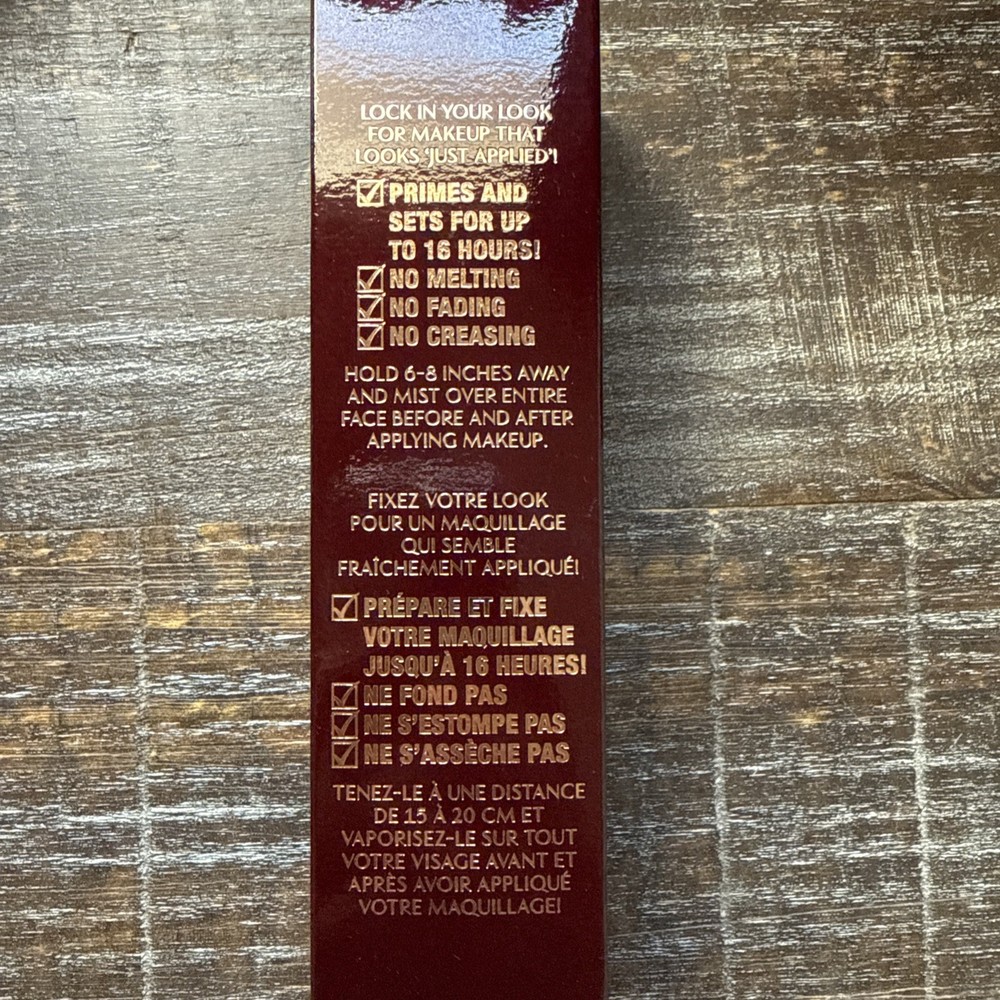 LOCK IN YOUR LOOK
FOR MAKEUP THAT
LOOKS 'JUST APPLIED'!
PRIMES AND
SETS FOR UP
TO 16 HOURS!
NO MELTING
NO FADING
NO CREASING
HOLD 6-8 INCHES AWAY
AND MIST OVER ENTIRE
FACE BEFORE AND AFTER
APPLYING MAKEUP.
FIXEZ VOTRE LOOK
POUR UN MAQUILLAGE
QUI SEMBLE
FRAÎCHEMENT APPLIQUÉ!
PRÉPARE ET FIXE
VOTRE MAQUILLAGE
JUSQU'À 16 HEURES!
NE FOND PAS
NE S'ESTOMPE PAS
NE S'ASSÈCHE PAS
TENEZ-LE À UNE DISTANCE
DE 15 À 20 CM ET
VAPORISEZ-LE SUR TOUT
VOTRE VISAGE AVANT ET
APRÈS AVOIR APPLIQUÉ
VOTRE MAQUILLAGE!